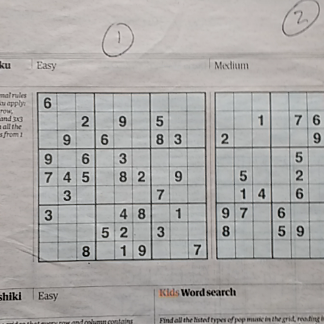 1
2
ku Easy Medium
mal rules
ou apply:
row,
and 3x3
all the
s from 1
6
2 9 5 1 7 6
9 6 8 3 2 9
9 6 3 5
7 4 5 8 2 9 5 2
3 7 1 4 6
3 4 8 1 9 7 6
5 2 3 8 5 9
8 1 9 7
shiki Easy Kids Word search
Find all the listed types of pop music in the grid, reading